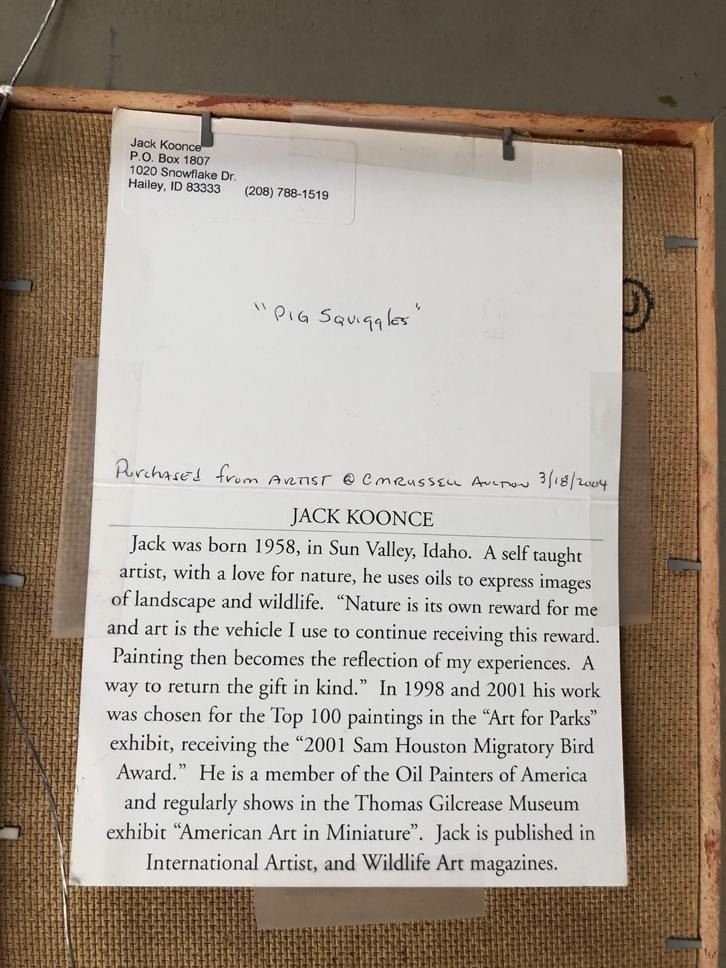 Jack Koonce
P.O. Box 1807
1020 Snowflake Dr.
Hailey, ID 83333 (208) 788-1519
"PIG Squiggles"
Purchased from ARTIST @ CMRUSSELL AUCTION 3/18/2004
JACK KOONCE
Jack was born 1958, in Sun Valley, Idaho. A self taught
artist, with a love for nature, he uses oils to express images
of landscape and wildlife. “Nature is its own reward for me
and art is the vehicle I use to continue receiving this reward.
Painting then becomes the reflection of my experiences. A
way to return the gift in kind.” In 1998 and 2001 his work
was chosen for the Top 100 paintings in the “Art for Parks”
exhibit, receiving the “2001 Sam Houston Migratory Bird
Award.” He is a member of the Oil Painters of America
and regularly shows in the Thomas Gilcrease Museum
exhibit “American Art in Miniature”. Jack is published in
International Artist, and Wildlife Art magazines.